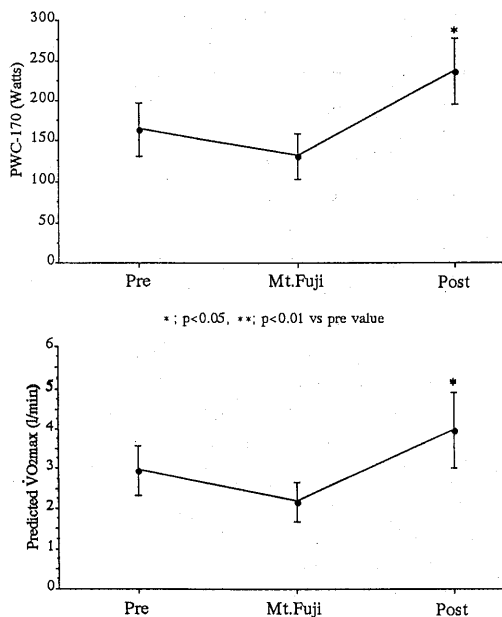 PWC-170 (Watts)
300
250
200
150
100
50
0
*
Pre
Mt.Fuji
Post
*; p<0.05, **; p<0.01 vs pre value
Predicted V̇O2max (l/min)
6
5
4
3
2
1
0
*
Pre
Mt.Fuji
Post